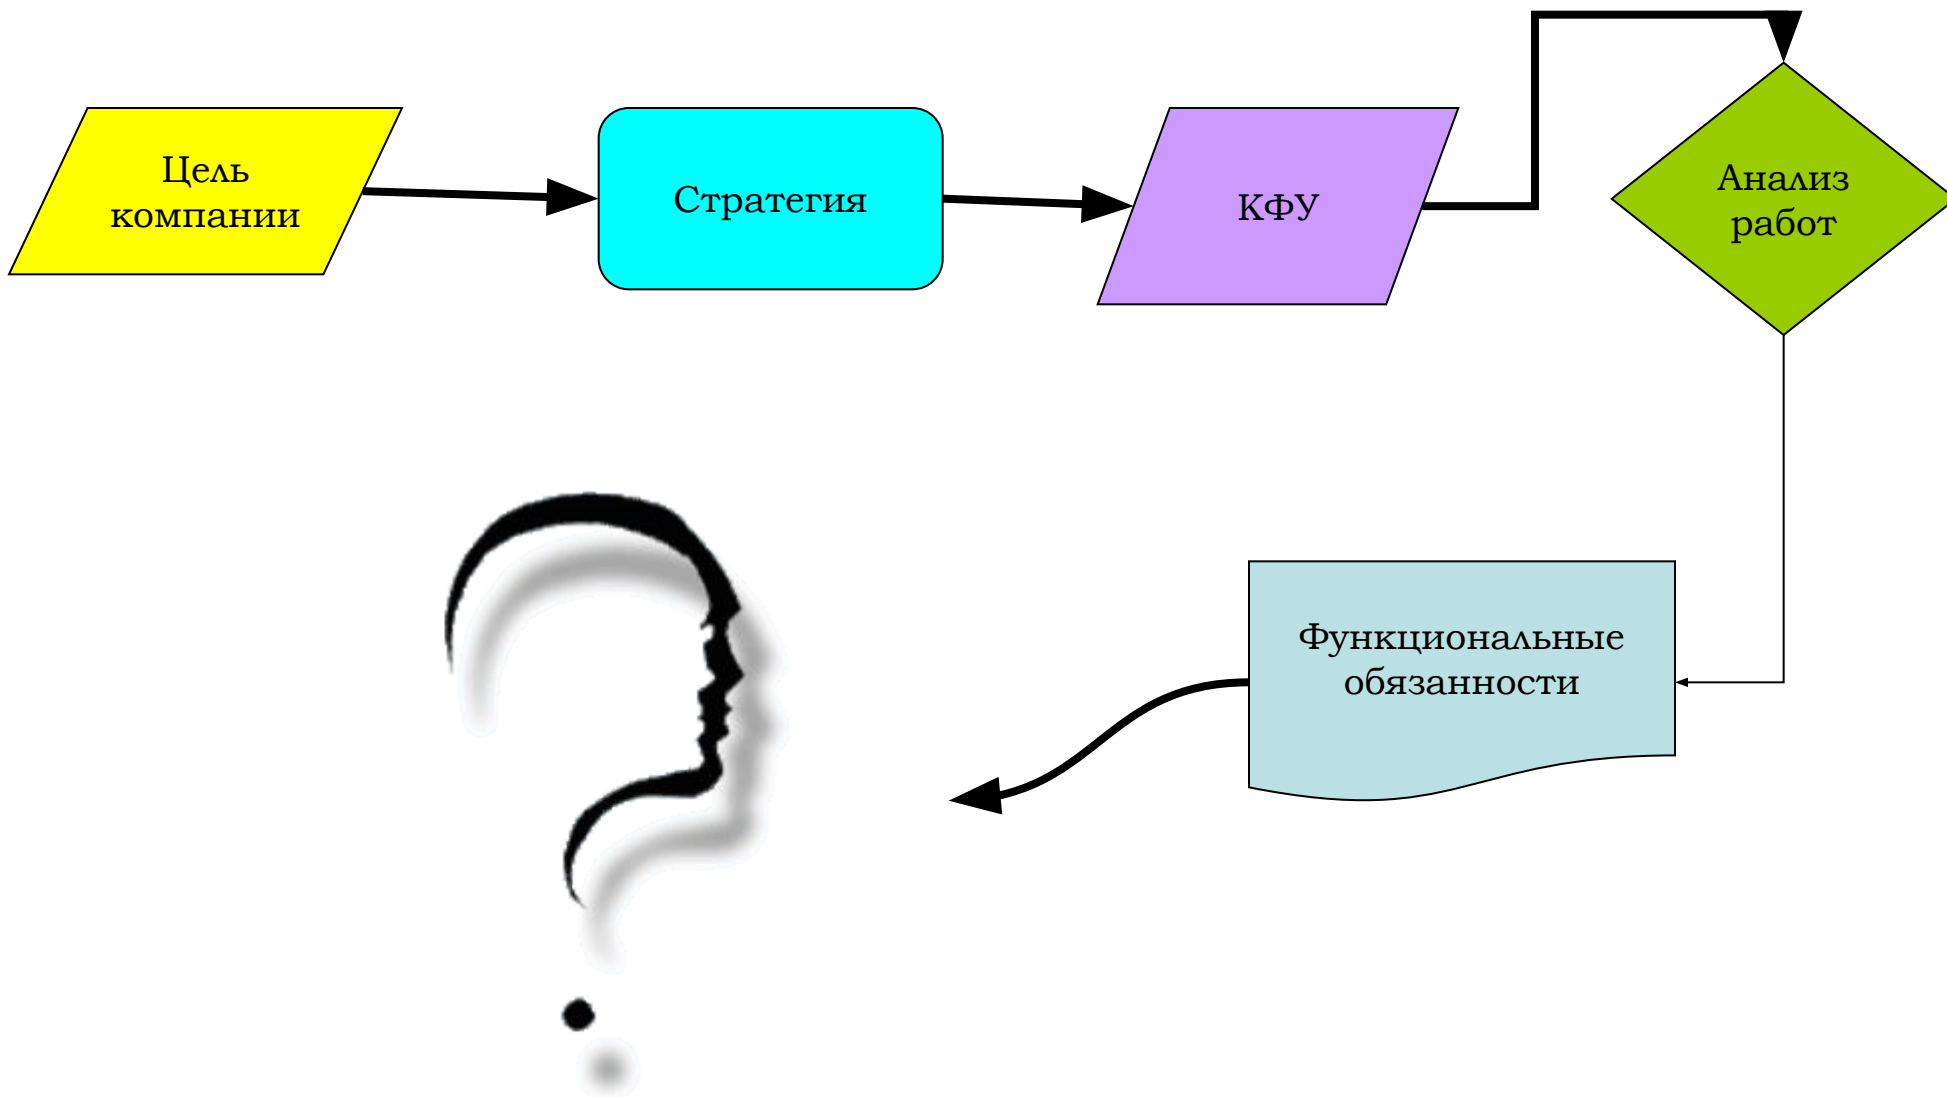 Цель
компании
Стратегия
КФУ
Анализ
работ
Функциональные
обязанности